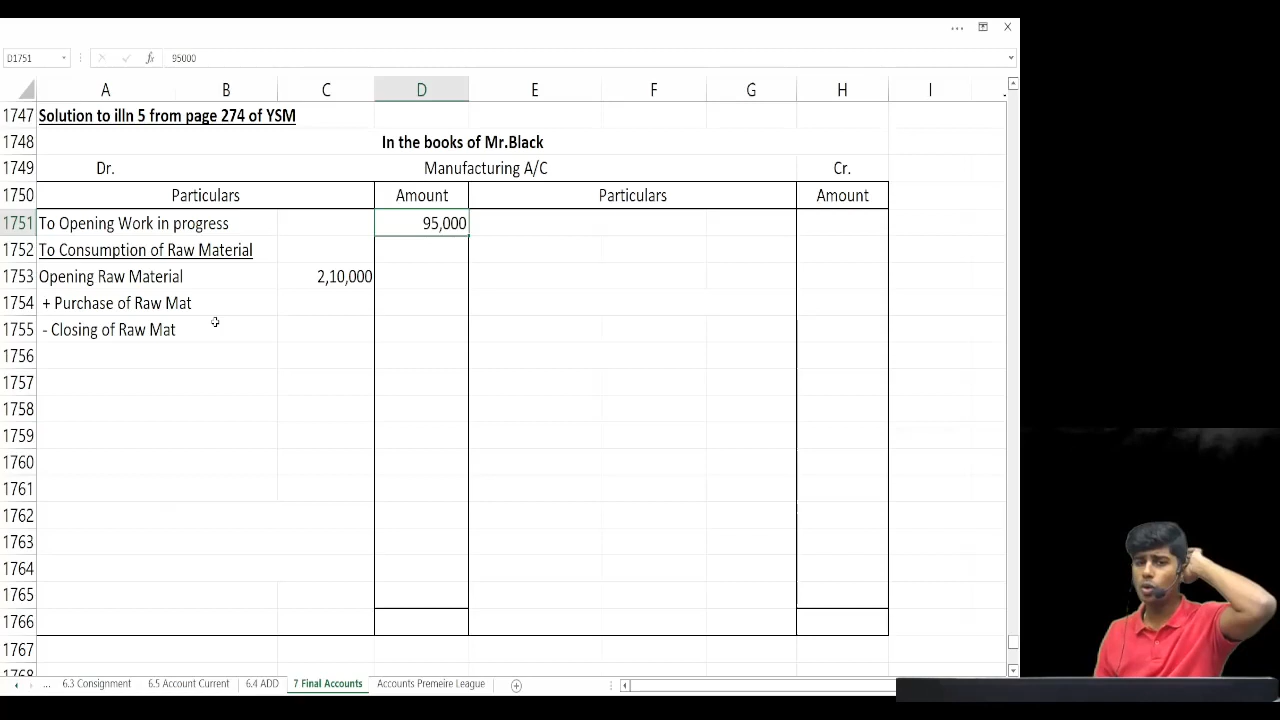 D1751 fx 95000
A B C D E F G H I
1747 Solution to illn 5 from page 274 of YSM
1748 In the books of Mr.Black
1749 Dr. Manufacturing A/C Cr.
1750 Particulars Amount Particulars Amount
1751 To Opening Work in progress 95,000
1752 To Consumption of Raw Material
1753 Opening Raw Material 2,10,000
1754 + Purchase of Raw Mat
1755 - Closing of Raw Mat
1756
1757
1758
1759
1760
1761
1762
1763
1764
1765
1766
1767
1768
... 6.3 Consignment 6.5 Account Current 6.4 ADD 7 Final Accounts Accounts Premeire League